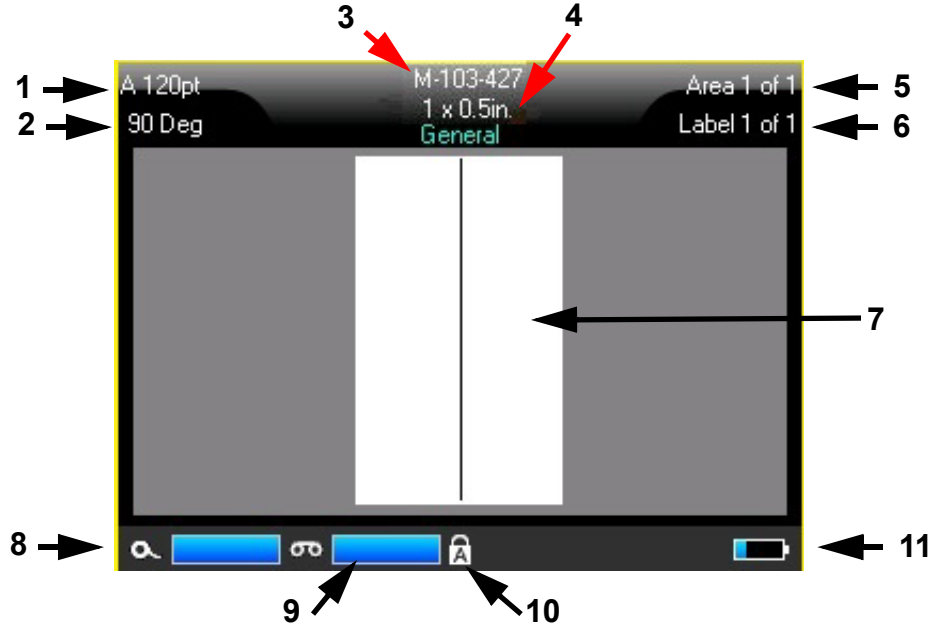 3 4
1 A 120pt M-103-427 Area 1 of 1 5
2 90 Deg 1 x 0.5in. Label 1 of 1 6
General
7
8 A 11
9 10